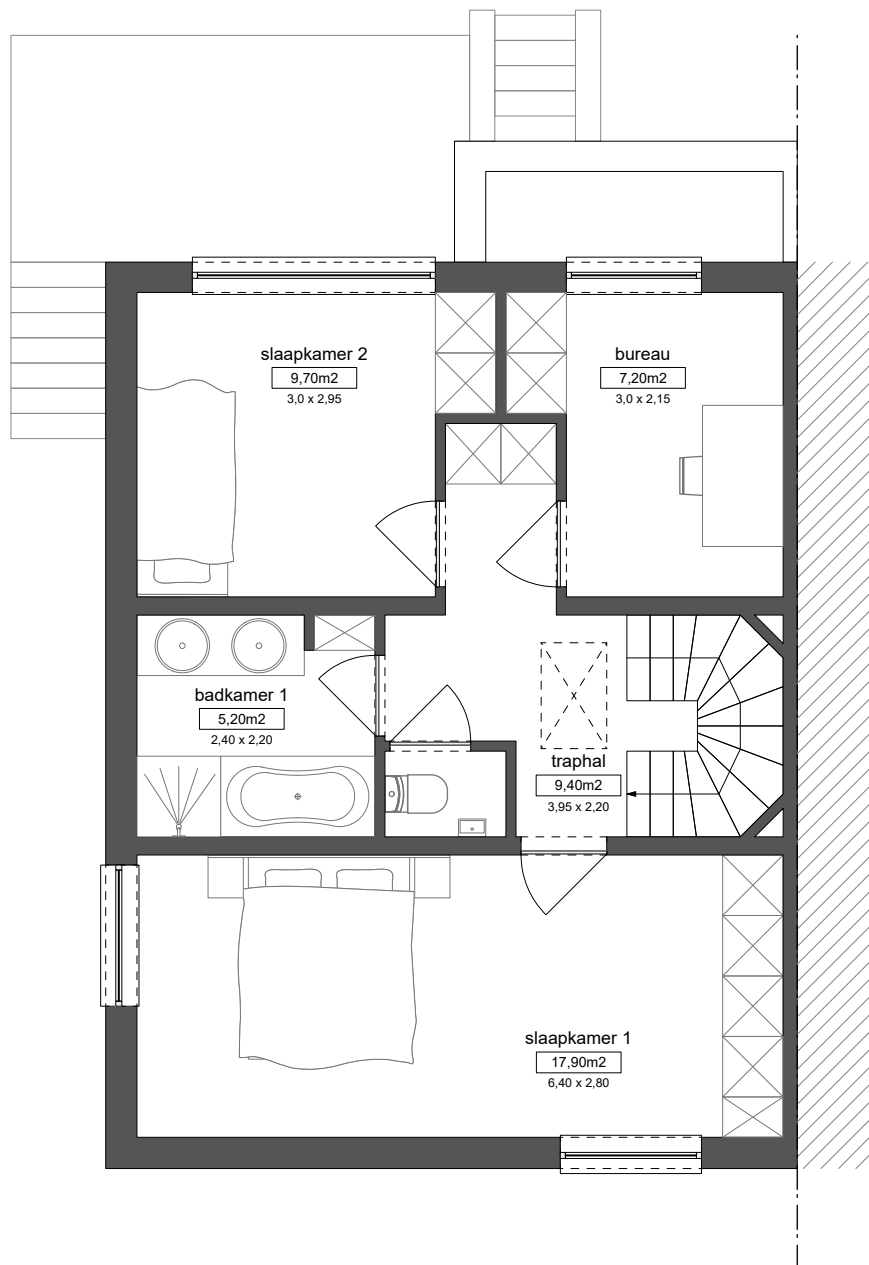 slaapkamer 2
9,70m2
3,0 x 2,95
bureau
7,20m2
3,0 x 2,15
badkamer 1
5,20m2
2,40 x 2,20
traphal
9,40m2
3,95 x 2,20
slaapkamer 1
17,90m2
6,40 x 2,80